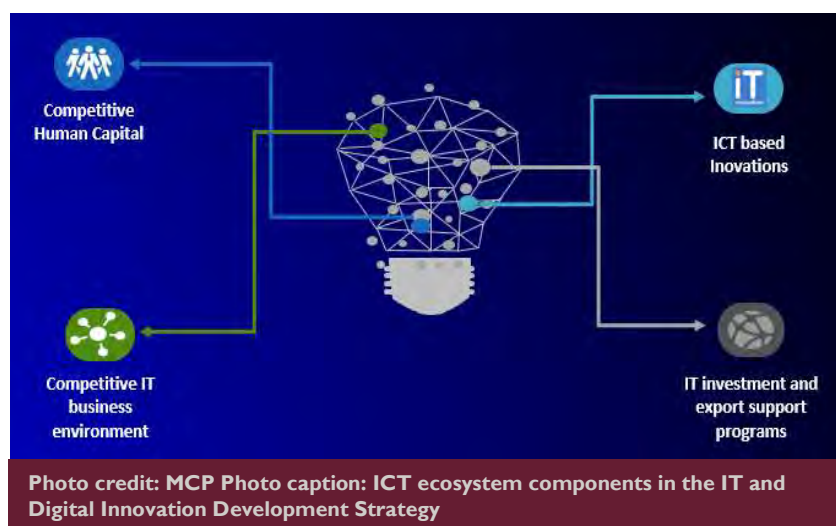 Competitive
Human Capital
iT
ICT based
Inovations
Competitive IT
business
environment
IT investment and
export support
programs
Photo credit: MCP Photo caption: ICT ecosystem components in the IT and
Digital Innovation Development Strategy